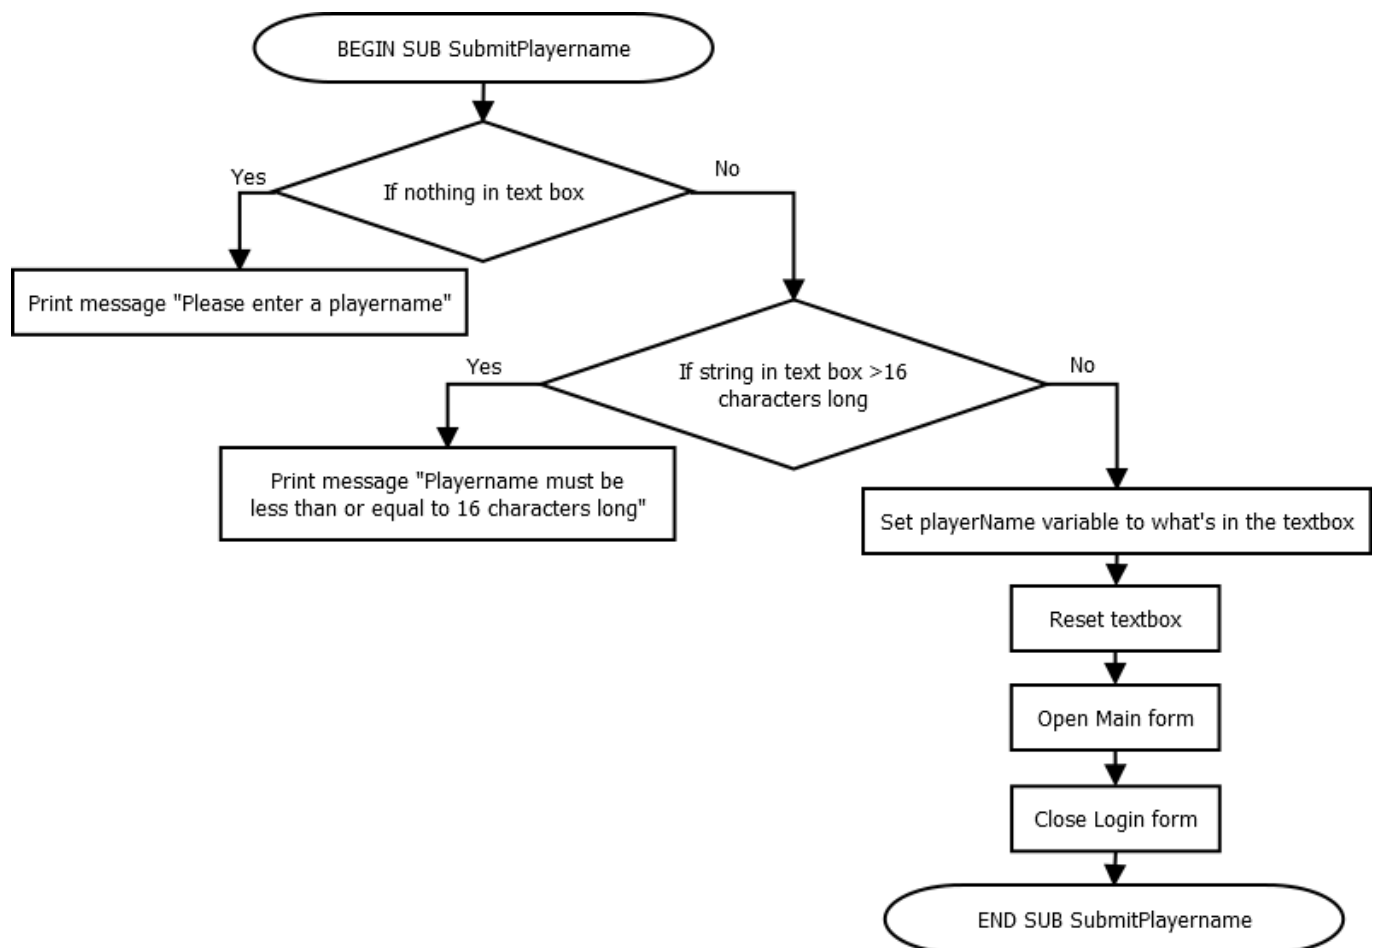 BEGIN SUB SubmitPlayername
Yes
No
If nothing in text box
Print message "Please enter a playername"
Yes
No
If string in text box >16
characters long
Print message "Playername must be
less than or equal to 16 characters long"
Set playerName variable to what's in the textbox
Reset textbox
Open Main form
Close Login form
END SUB SubmitPlayername